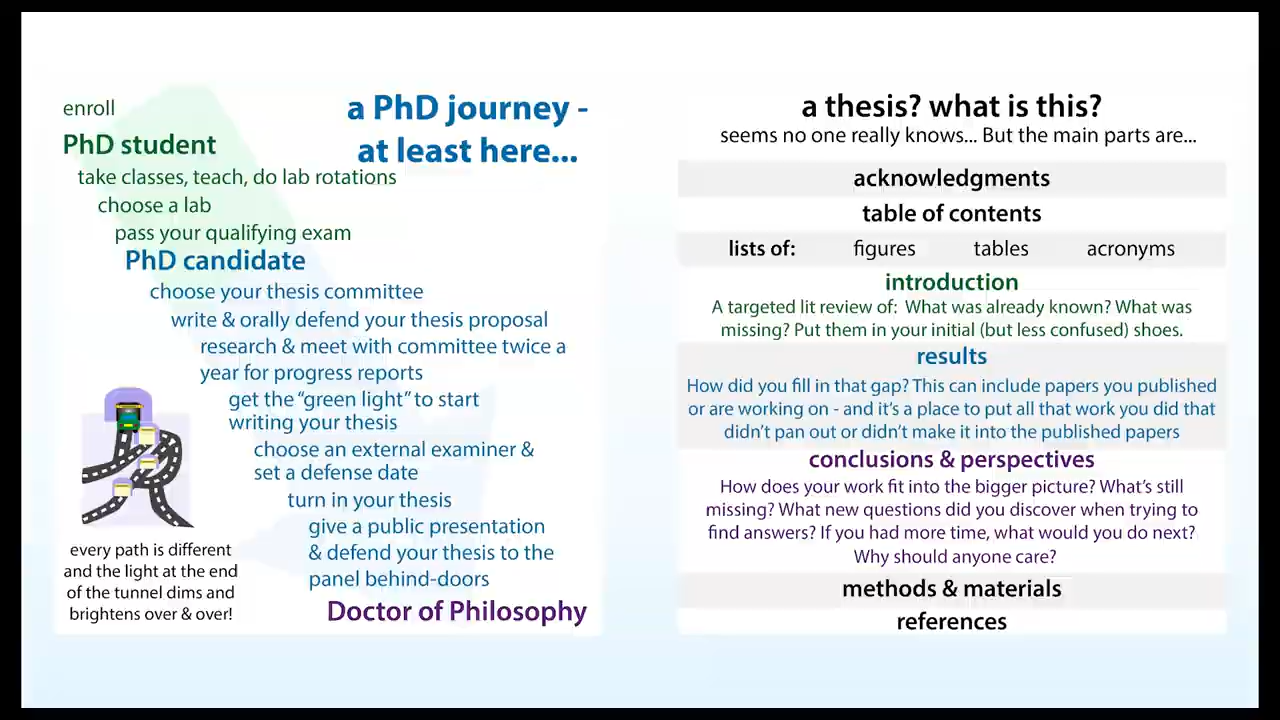 enroll
a PhD journey -
at least here...
PhD student
take classes, teach, do lab rotations
choose a lab
pass your qualifying exam
PhD candidate
choose your thesis committee
write & orally defend your thesis proposal
research & meet with committee twice a
year for progress reports
get the “green light” to start
writing your thesis
choose an external examiner &
set a defense date
turn in your thesis
give a public presentation
& defend your thesis to the
panel behind-doors
Doctor of Philosophy
every path is different
and the light at the end
of the tunnel dims and
brightens over & over!
a thesis? what is this?
seems no one really knows... But the main parts are...
acknowledgments
table of contents
lists of: figures tables acronyms
introduction
A targeted lit review of: What was already known? What was
missing? Put them in your initial (but less confused) shoes.
results
How did you fill in that gap? This can include papers you published
or are working on - and it’s a place to put all that work you did that
didn’t pan out or didn’t make it into the published papers
conclusions & perspectives
How does your work fit into the bigger picture? What’s still
missing? What new questions did you discover when trying to
find answers? If you had more time, what would you do next?
Why should anyone care?
methods & materials
references